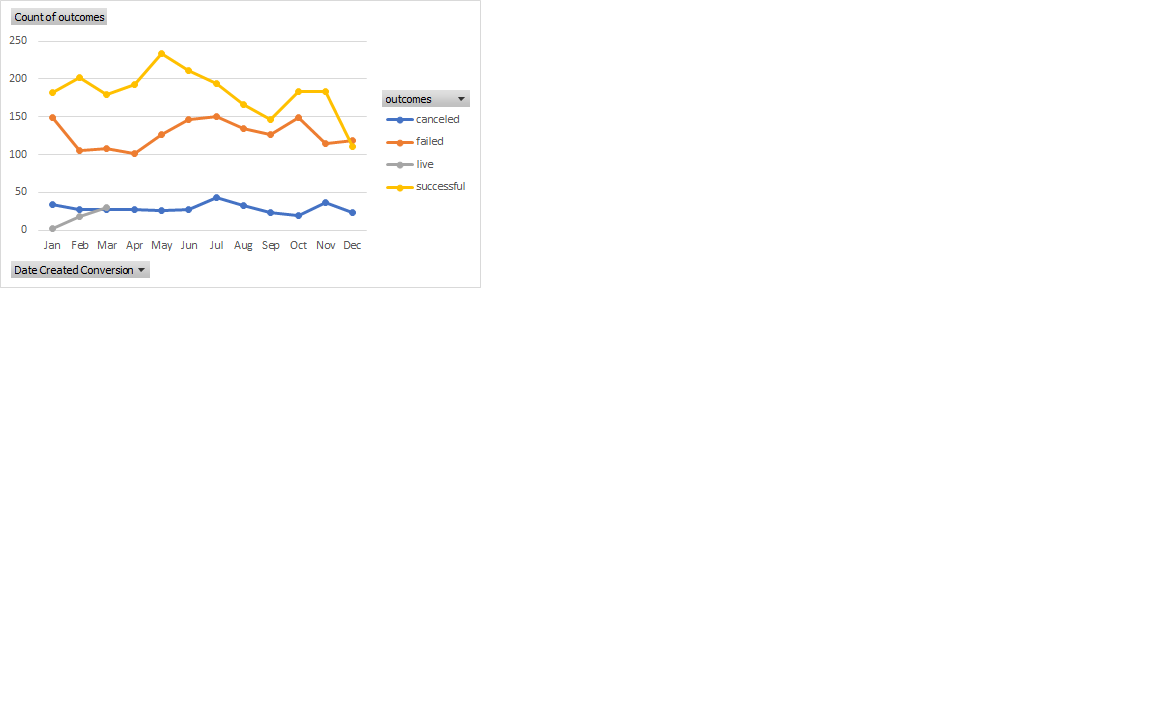 Count of outcomes
250
200
150
100
50
0
Jan Feb Mar Apr May Jun Jul Aug Sep Oct Nov Dec
Date Created Conversion
outcomes
canceled
failed
live
successful